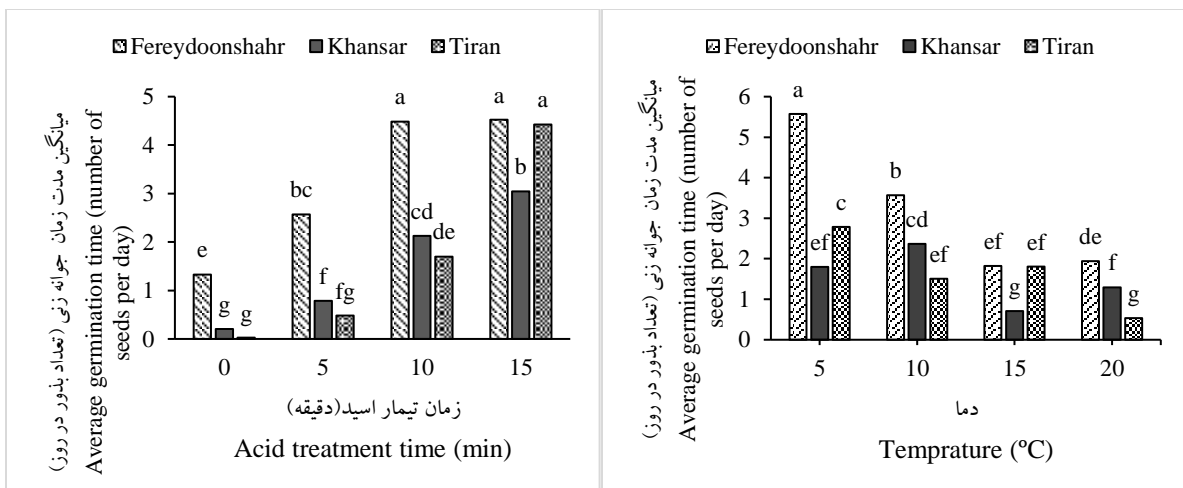 Fereydoonshahr Khansar Tiran
میانگین مدت زمان جوانه زنی (تعداد بذور در روز)
Average germination time (number of
seeds per day)
5
4
3
2
1
0
e
g
g
bc
f
fg
a
cd
de
a
b
a
0 5 10 15
زمان تیمار اسید(دقیقه)
Acid treatment time (min)
Fereydoonshahr Khansar Tiran
میانگین مدت زمان جوانه زنی (تعداد بذور در روز)
Average germination time (number of
seeds per day)
6
5
4
3
2
1
0
a
ef
c
b
cd
ef
ef
g
ef
de
f
g
5 10 15 20
دما
Temprature (ºC)